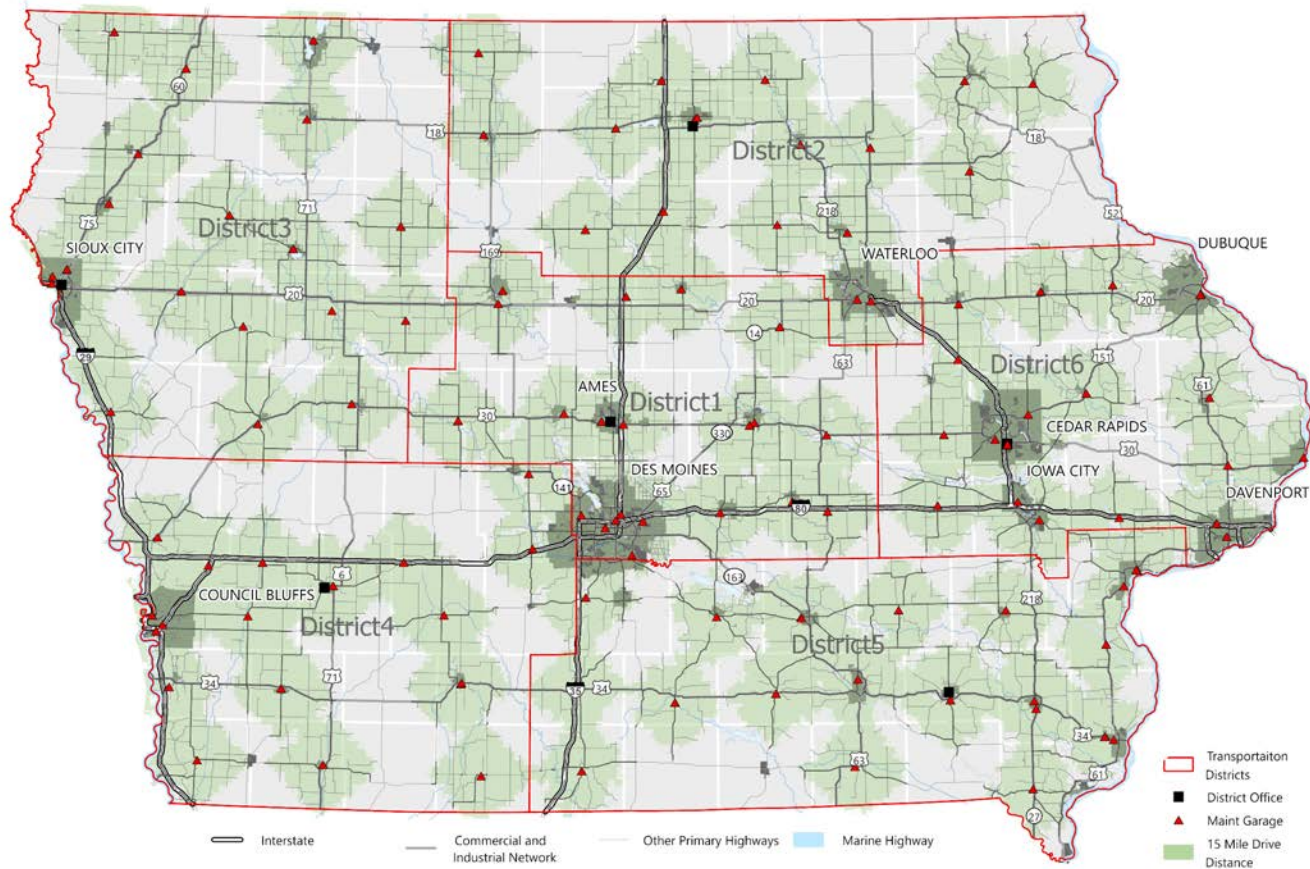 60
18
18
District2
71
218
52
75
District3
SIOUX CITY
169
WATERLOO
DUBUQUE
20
20
20
14
29
63
151
District6
61
AMES
District1
30
330
CEDAR RAPIDS
30
DES MOINES
IOWA CITY
141
65
DAVENPORT
80
6
163
COUNCIL BLUFFS
218
District4
District5
34
71
35
34
34
63
61
27
Transportaiton
Districts
District Office
Maint Garage
15 Mile Drive
Distance
Interstate
Commercial and
Industrial Network
Other Primary Highways
Marine Highway